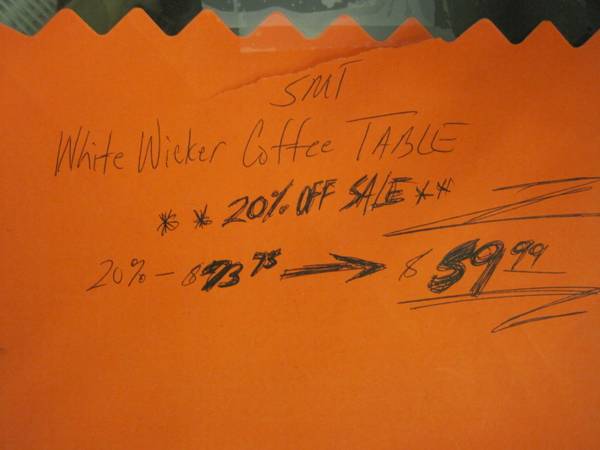 SMT
White Wicker Coffee TABLE
** 20% OFF SALE **
20% - $73 75 → $59.99